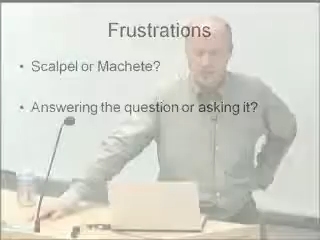 Frustrations
• Scalpel or Machete?
• Answering the question or asking it?